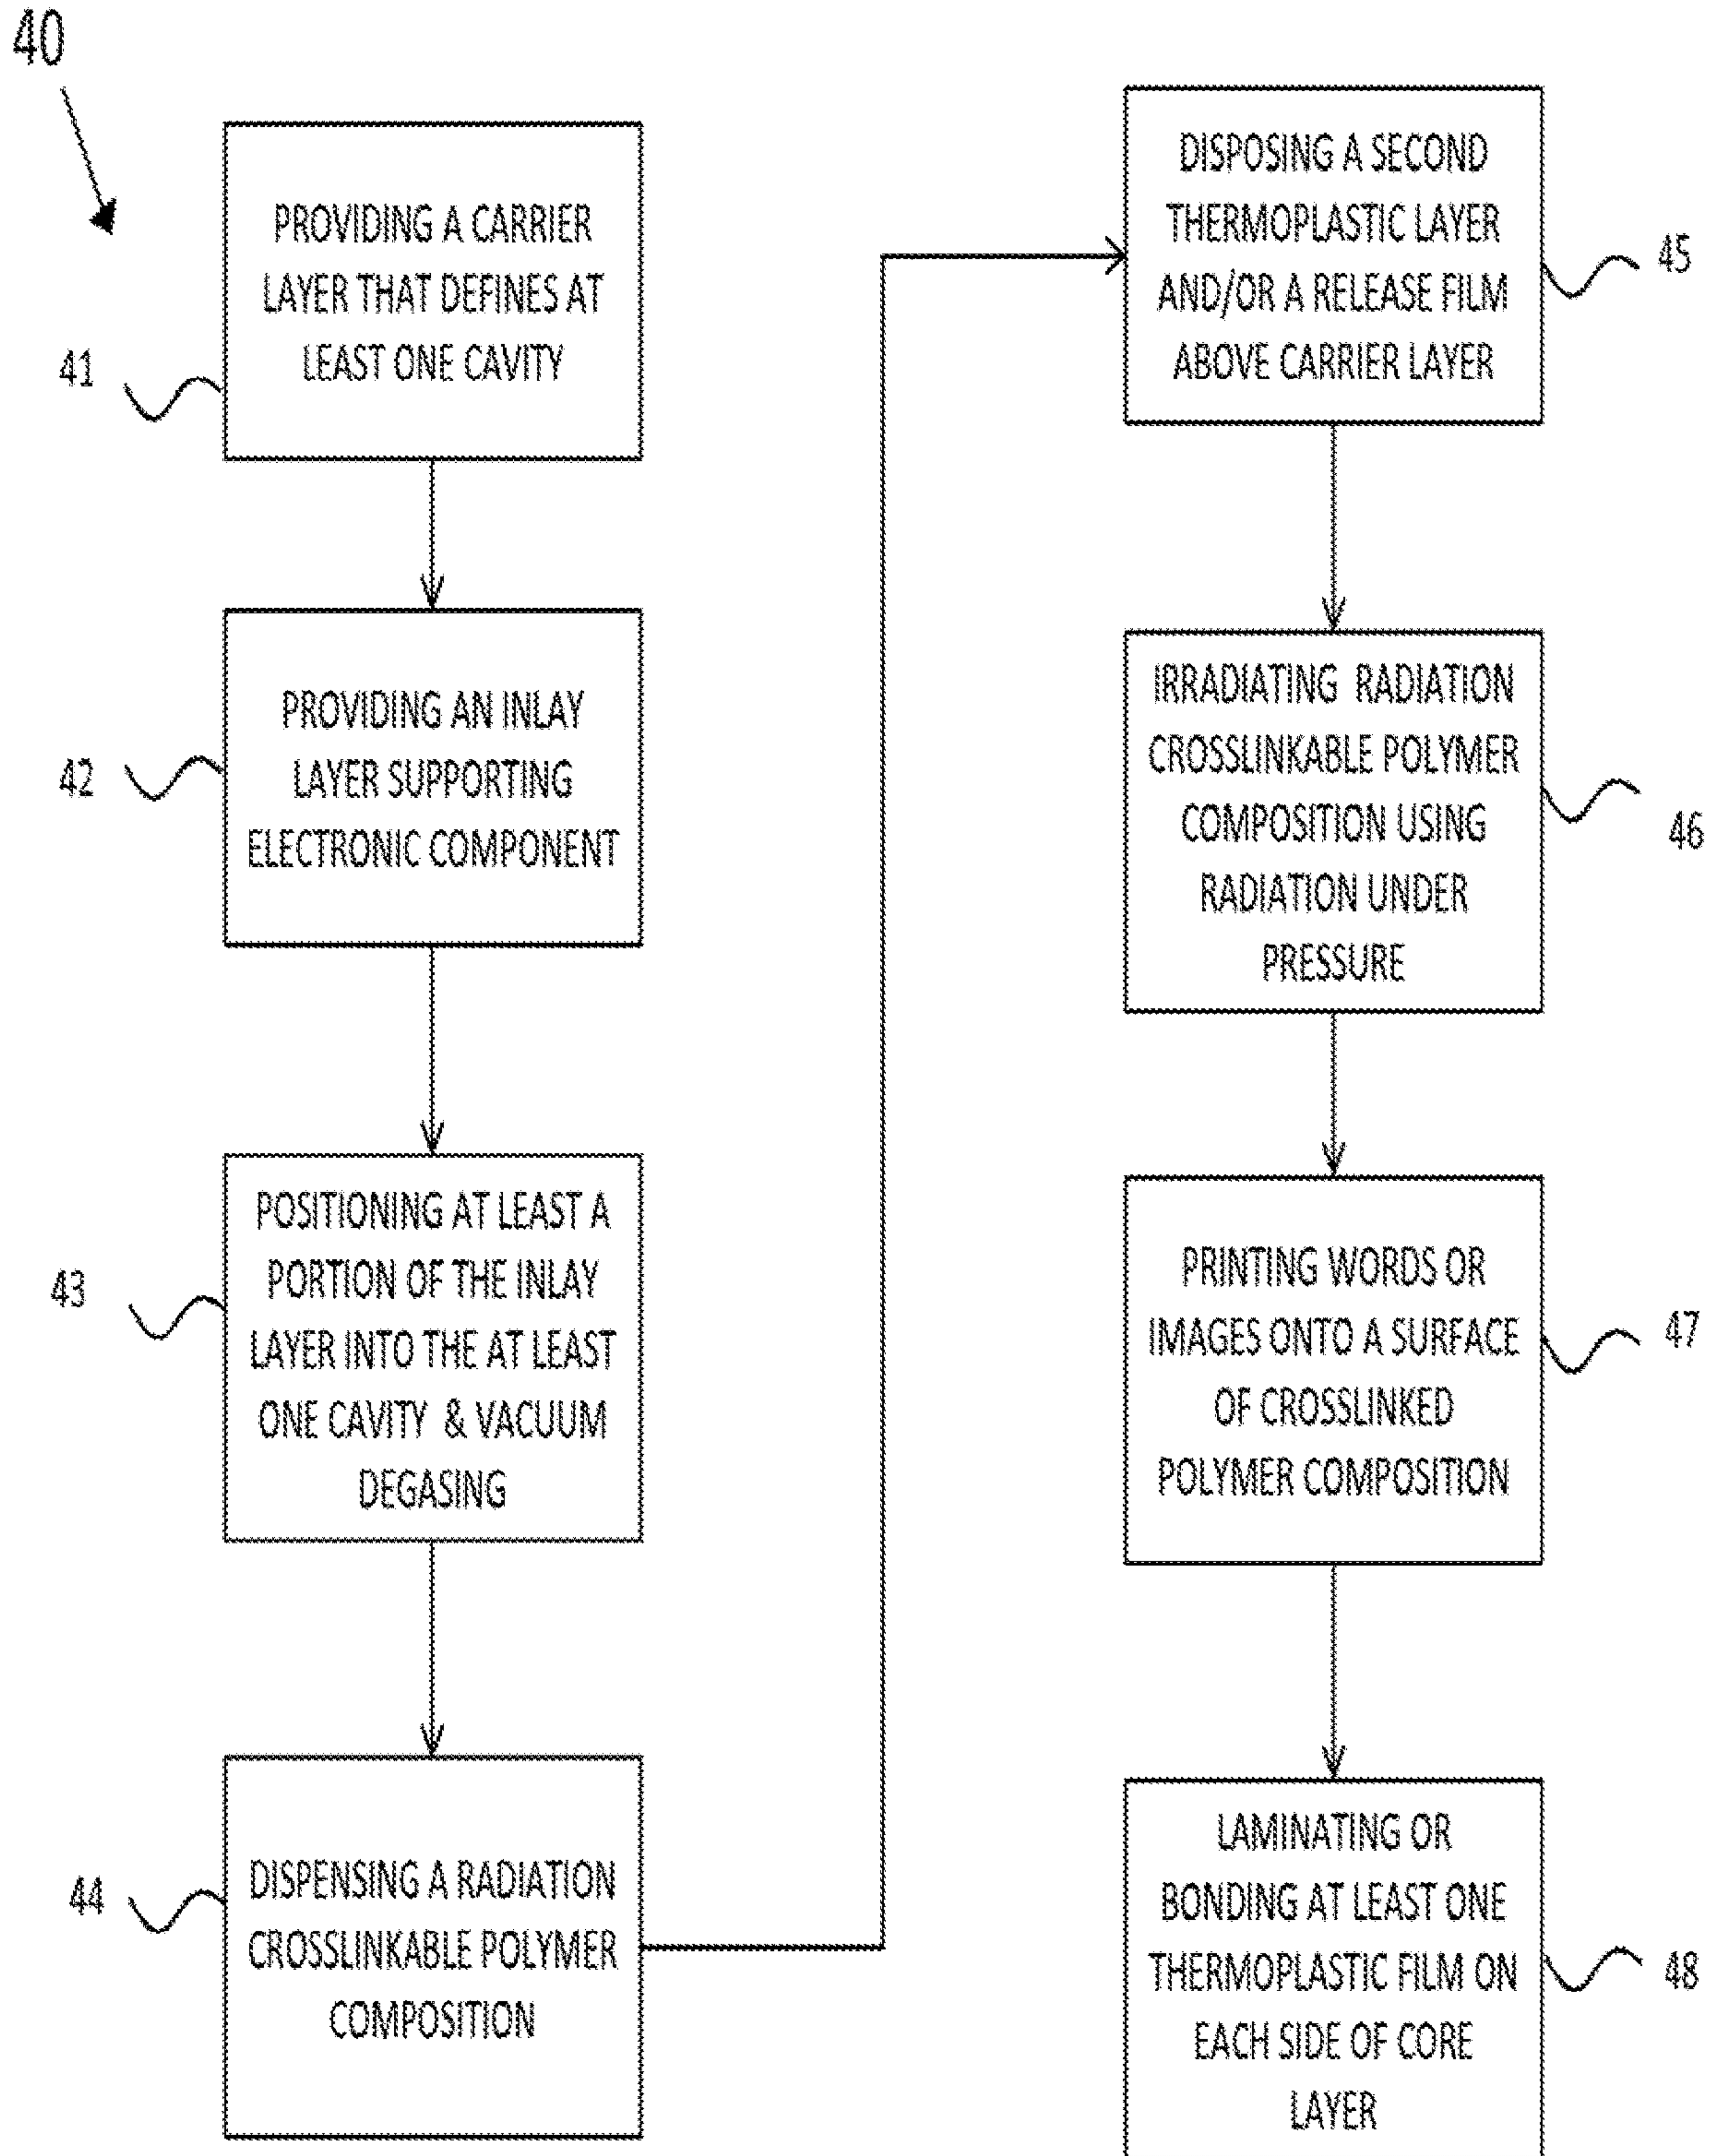 40
PROVIDING A CARRIER
LAYER THAT DEFINES AT
LEAST ONE CAVITY
41
PROVIDING AN INLAY
LAYER SUPPORTING
ELECTRONIC COMPONENT
42
POSITIONING AT LEAST A
PORTION OF THE INLAY
LAYER INTO THE AT LEAST
ONE CAVITY & VACUUM
DEGASING
43
DISPENSING A RADIATION
CROSSLINKABLE POLYMER
COMPOSITION
44
DISPOSING A SECOND
THERMOPLASTIC LAYER
AND/OR A RELEASE FILM
ABOVE CARRIER LAYER
45
IRRADIATING RADIATION
CROSSLINKABLE POLYMER
COMPOSITION USING
RADIATION UNDER
PRESSURE
46
PRINTING WORDS OR
IMAGES ONTO A SURFACE
OF CROSSLINKED
POLYMER COMPOSITION
47
LAMINATING OR
BONDING AT LEAST ONE
THERMOPLASTIC FILM ON
EACH SIDE OF CORE
LAYER
48